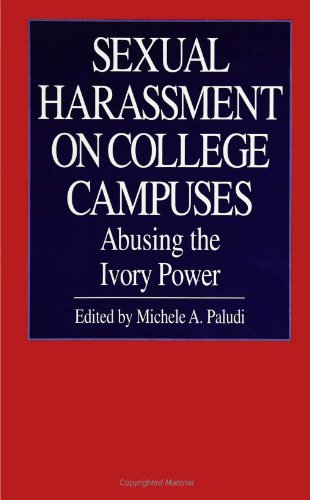 SEXUAL
HARASSMENT
ON COLLEGE
CAMPUSES
Abusing the
Ivory Power
Edited by Michele A. Paludi
Copyrighted Material